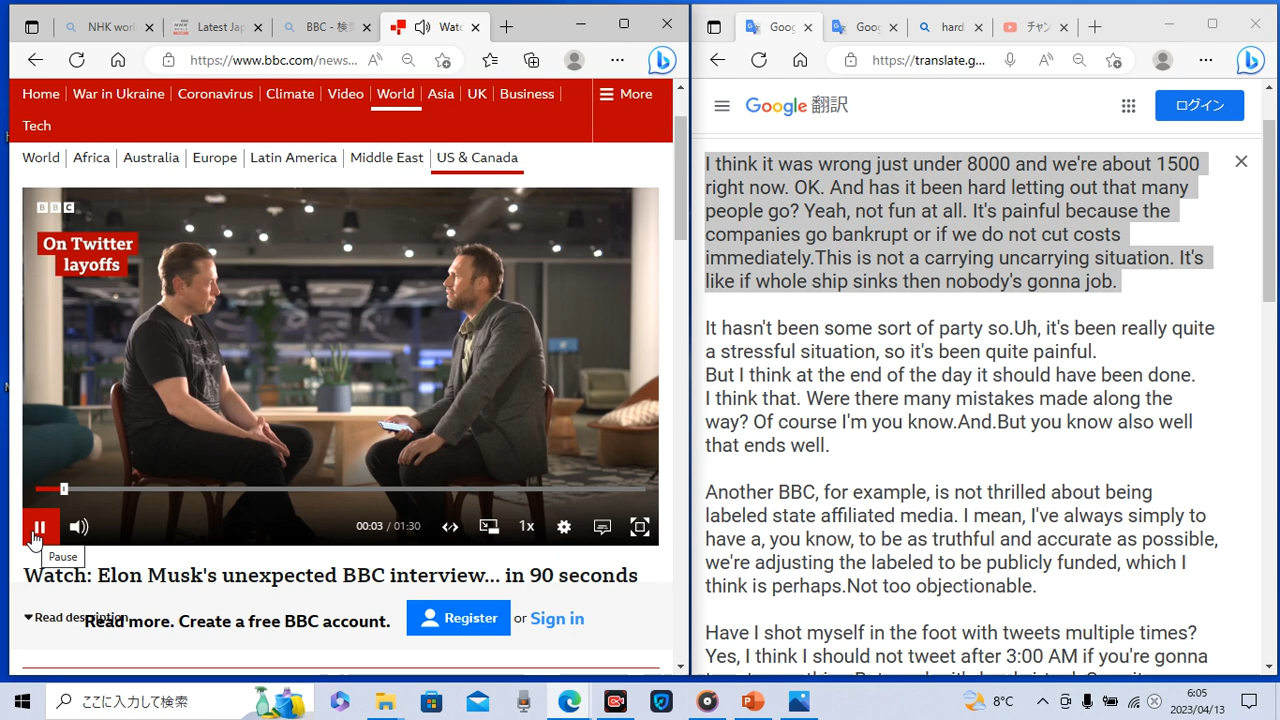 NHK wor
Latest Jap
BBC - 検索
Watc
https://www.bbc.com/news...
Home
War in Ukraine
Coronavirus
Climate
Video
World
Asia
UK
Business
More
Tech
World
Africa
Australia
Europe
Latin America
Middle East
US & Canada
BBC
On Twitter
layoffs
00:03 / 01:30
1x
Pause
Watch: Elon Musk's unexpected BBC interview... in 90 seconds
Read description
Read more. Create a free BBC account.
Register
or Sign in
Goog
Goog
hard
チャン
https://translate.g...
Google 翻訳
ログイン
I think it was wrong just under 8000 and we're about 1500
right now. OK. And has it been hard letting out that many
people go? Yeah, not fun at all. It's painful because the
companies go bankrupt or if we do not cut costs
immediately.This is not a carrying uncarrying situation. It's
like if whole ship sinks then nobody's gonna job.
It hasn't been some sort of party so.Uh, it's been really quite
a stressful situation, so it's been quite painful.
But I think at the end of the day it should have been done.
I think that. Were there many mistakes made along the
way? Of course I'm you know.And.But you know also well
that ends well.
Another BBC, for example, is not thrilled about being
labeled state affiliated media. I mean, I've always simply to
have a, you know, to be as truthful and accurate as possible,
we're adjusting the labeled to be publicly funded, which I
think is perhaps.Not too objectionable.
Have I shot myself in the foot with tweets multiple times?
Yes, I think I should not tweet after 3:00 AM if you're gonna
ここに入力して検索
8°C
6:05
2023/04/13